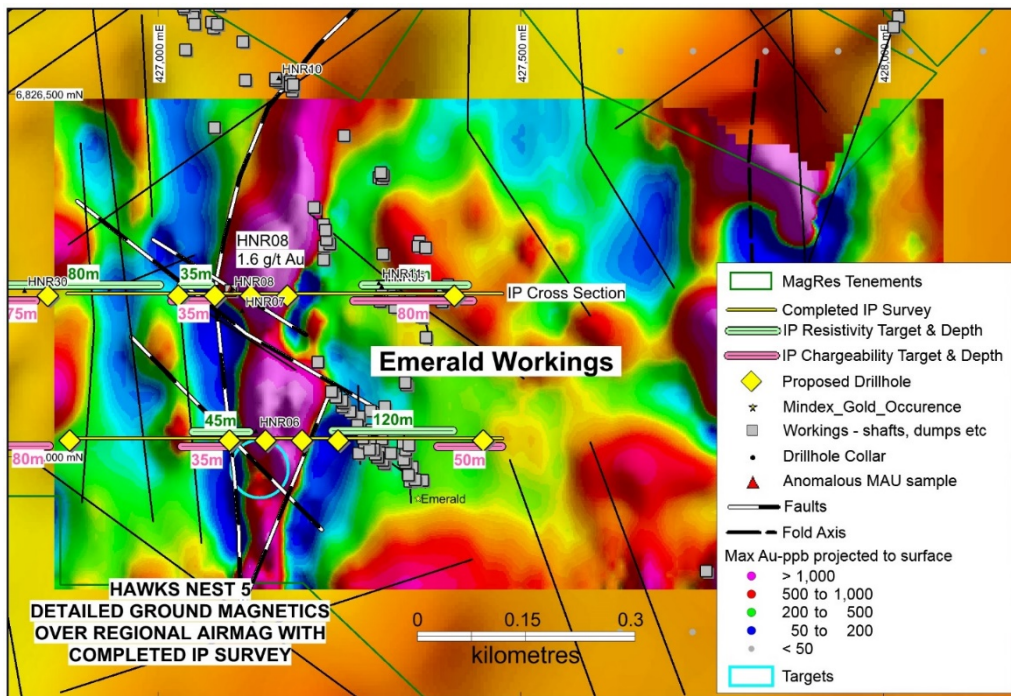 427,000 mE
427,500 mE
428,000 mE
HNR10
6,826,500 mN
HNR08
1.6 g/t Au
80m
35m
HNR30
HNR08
HNR11
HNR07
IP Cross Section
75m
35m
80m
Emerald Workings
45m
HNR06
120m
80m
000 mN
35m
50m
Emerald
HAWKS NEST 5
DETAILED GROUND MAGNETICS
OVER REGIONAL AIRMAG WITH
COMPLETED IP SURVEY
0 0.15 0.3
kilometres
MagRes Tenements
Completed IP Survey
IP Resistivity Target & Depth
IP Chargeability Target & Depth
Proposed Drillhole
Mindex_Gold_Occurence
Workings - shafts, dumps etc
Drillhole Collar
Anomalous MAU sample
Faults
Fold Axis
Max Au-ppb projected to surface
> 1,000
500 to 1,000
200 to 500
50 to 200
< 50
Targets